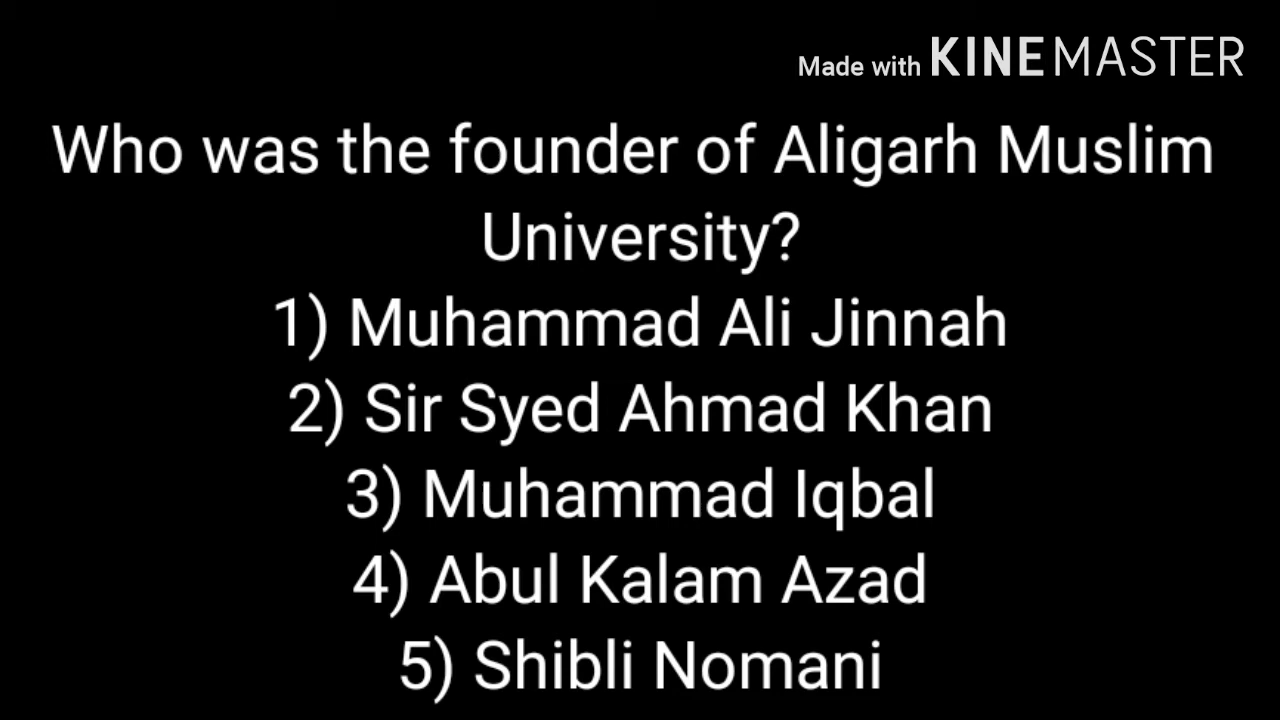 Made with KINEMASTER
Who was the founder of Aligarh Muslim
University?
1) Muhammad Ali Jinnah
2) Sir Syed Ahmad Khan
3) Muhammad Iqbal
4) Abul Kalam Azad
5) Shibli Nomani